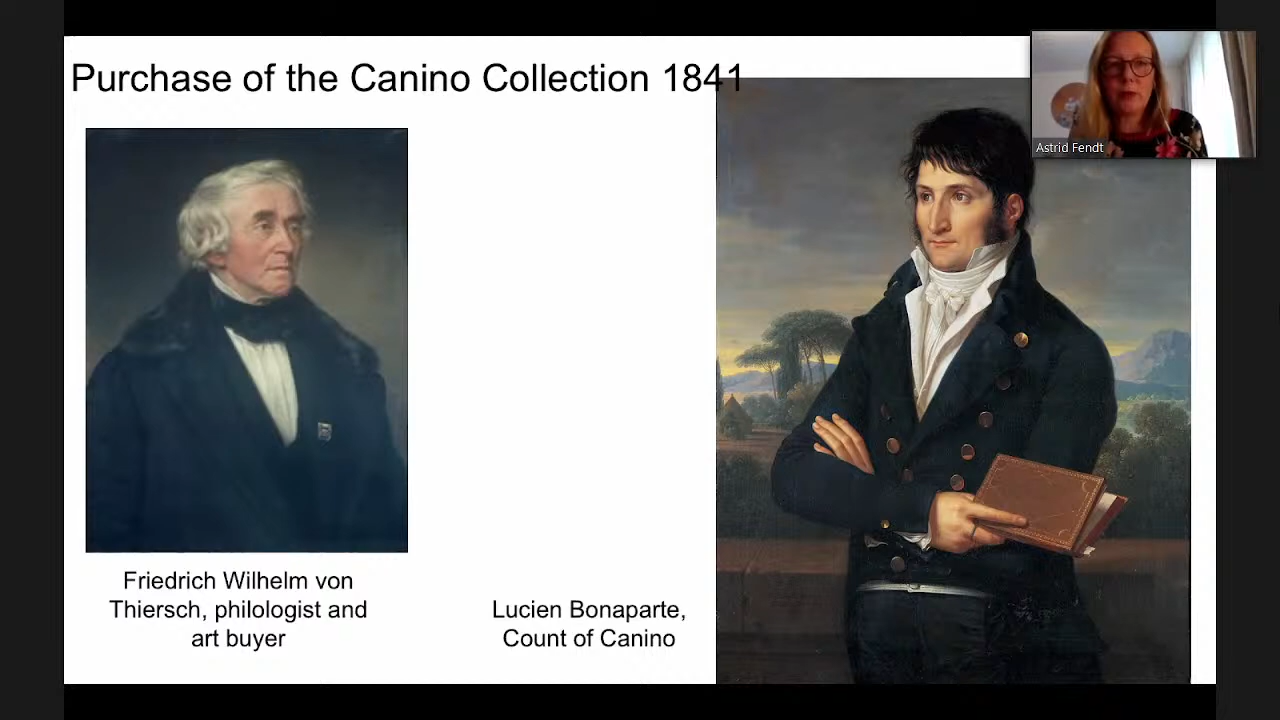 Purchase of the Canino Collection 1841
Astrid Fendt
Friedrich Wilhelm von
Thiersch, philologist and
art buyer
Lucien Bonaparte,
Count of Canino